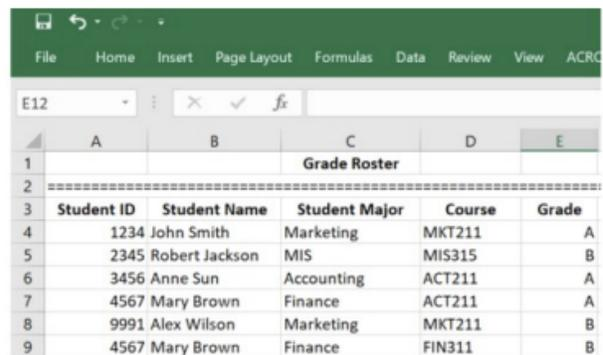 File Home Insert Page Layout Formulas Data Review View ACRO
E12 fx
A B C D E
1 Grade Roster
2 ==================================================================
3 Student ID Student Name Student Major Course Grade
4 1234 John Smith Marketing MKT211 A
5 2345 Robert Jackson MIS MIS315 B
6 3456 Anne Sun Accounting ACT211 A
7 4567 Mary Brown Finance ACT211 A
8 9991 Alex Wilson Marketing MKT211 B
9 4567 Mary Brown Finance FIN311 B